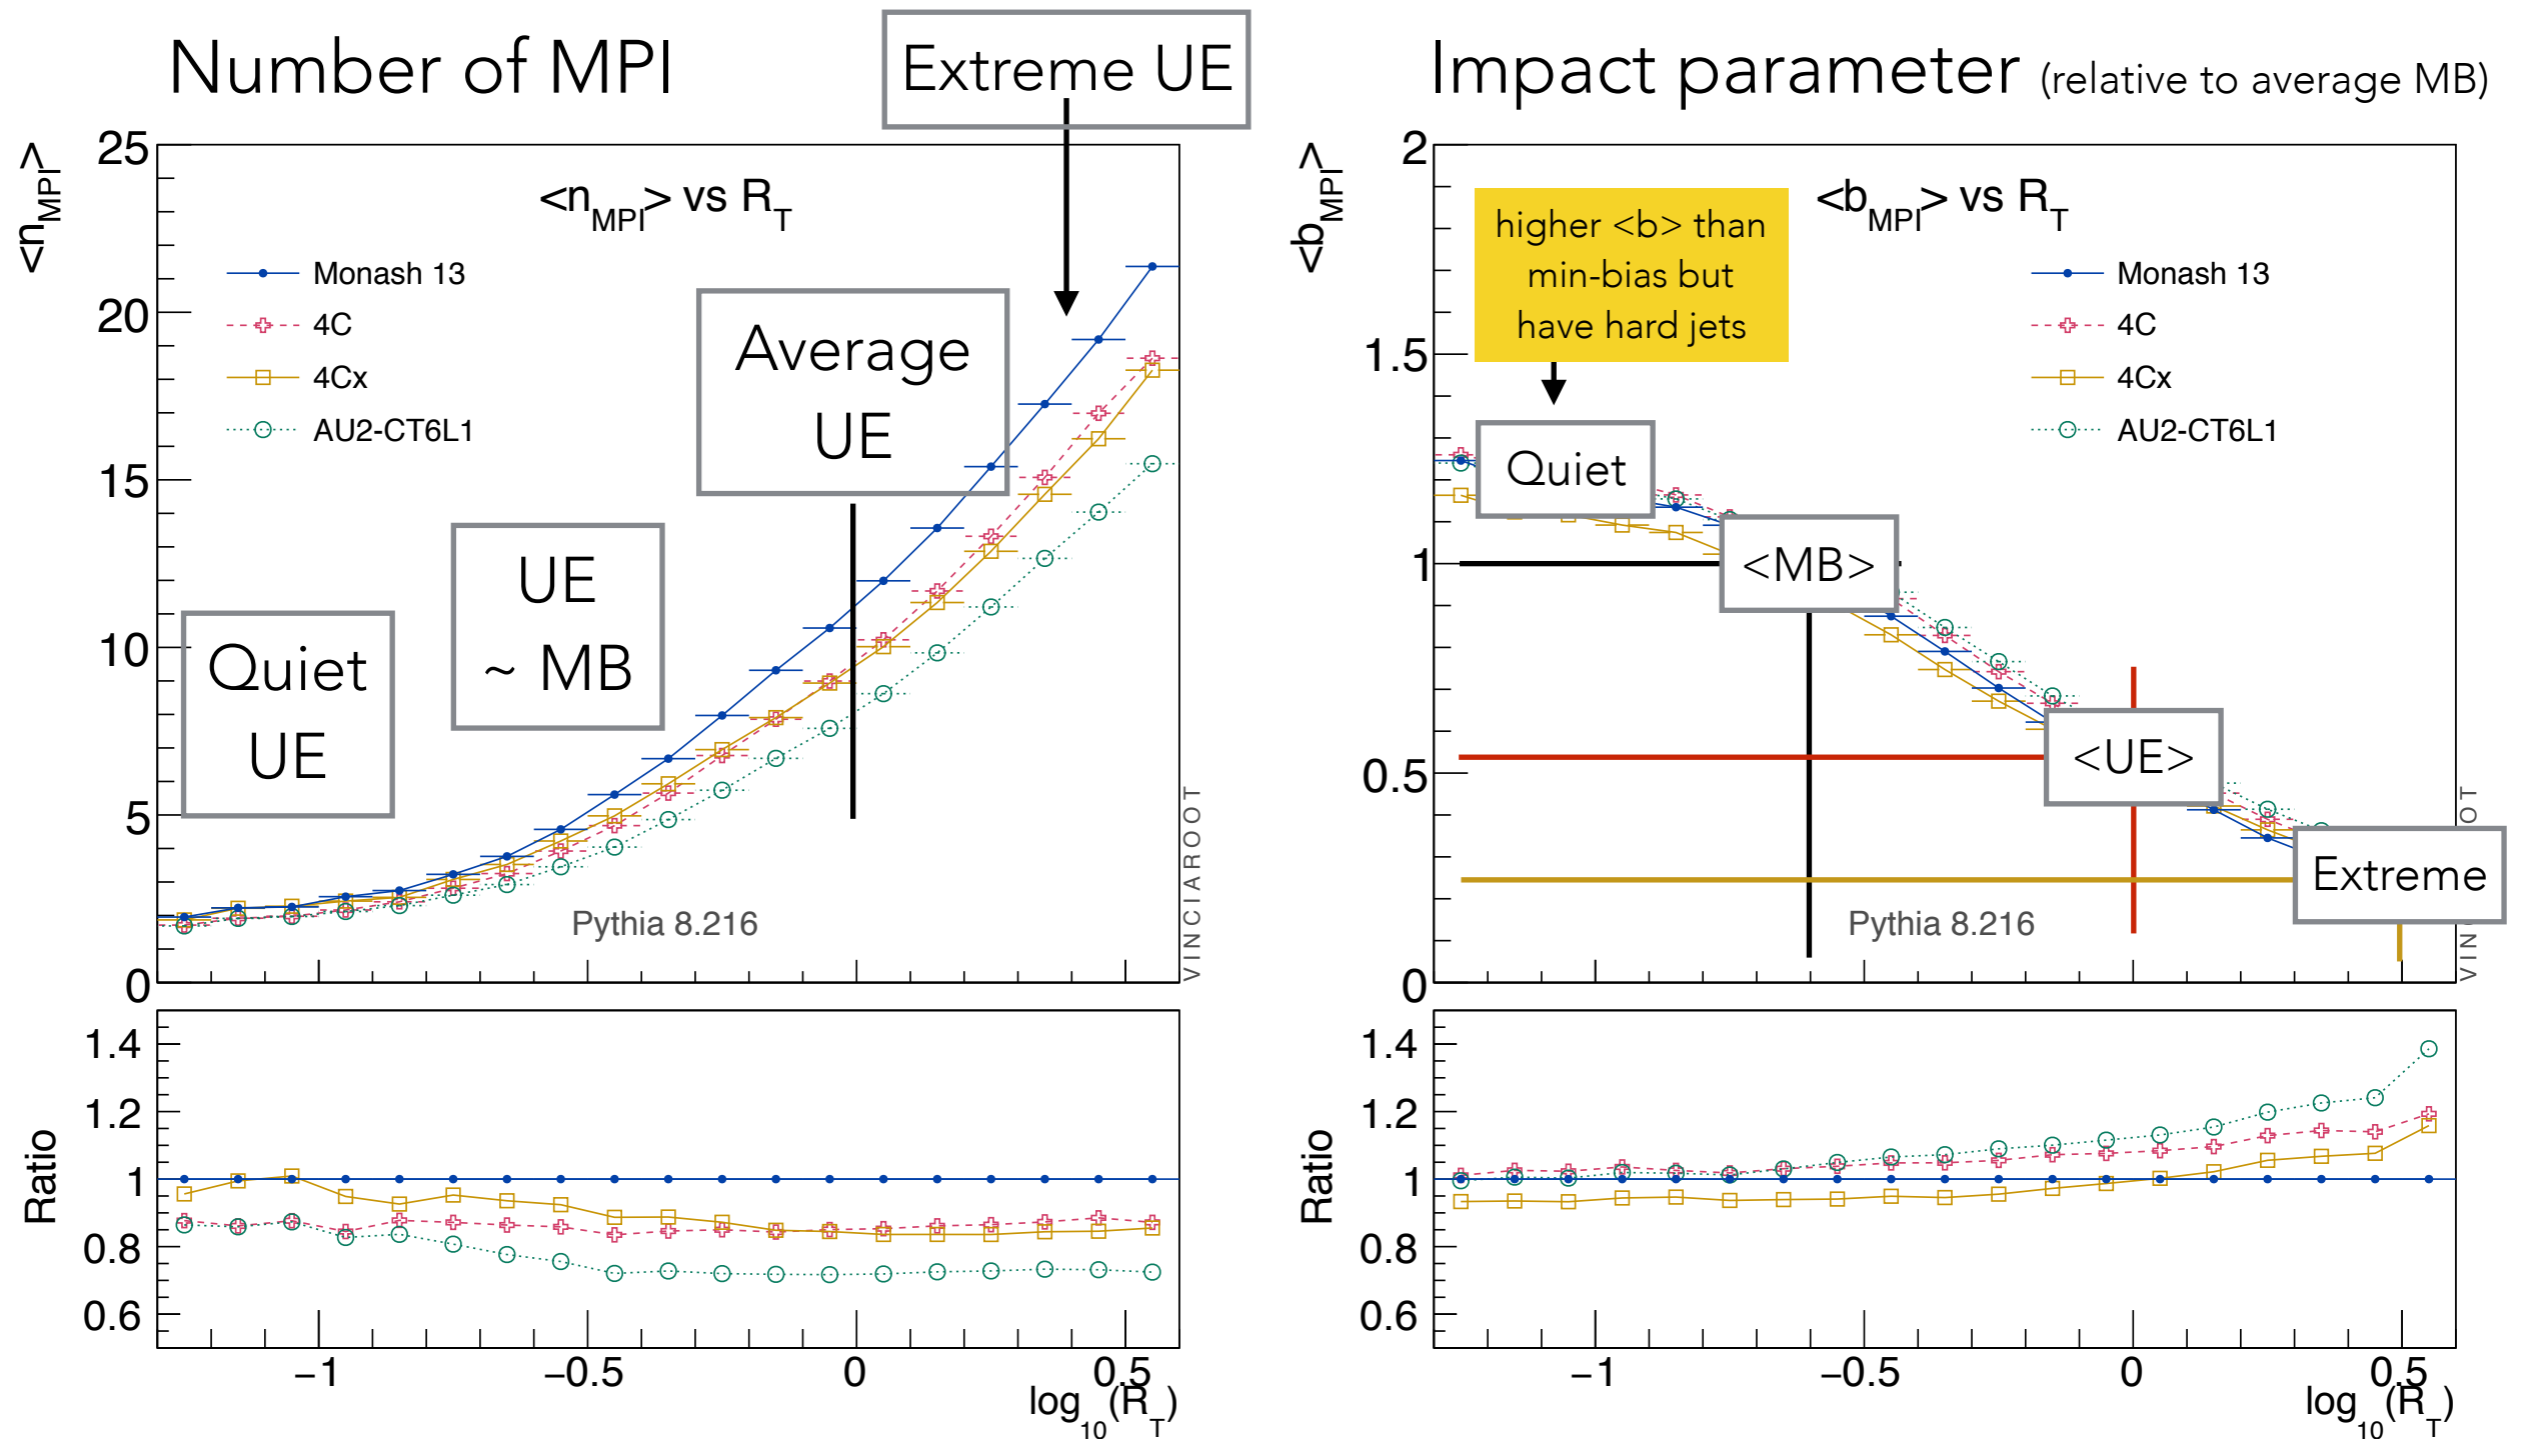 Number of MPI
Extreme UE
<n_MPI>
25
20
15
10
5
0
<n_MPI> vs R_T
Monash 13
4C
4Cx
AU2-CT6L1
Average
UE
UE
~ MB
Quiet
UE
Pythia 8.216
VINCIAROOT
Ratio
1.4
1.2
1
0.8
0.6
−1
−0.5
0
0.5
log_10(R_T)
Impact parameter (relative to average MB)
<b_MPI>
2
1.5
1
0.5
0
higher <b> than
min-bias but
have hard jets
<b_MPI> vs R_T
Monash 13
4C
4Cx
AU2-CT6L1
Quiet
<MB>
<UE>
Extreme
Pythia 8.216
Ratio
1.4
1.2
1
0.8
0.6
−1
−0.5
0
0.5
log_10(R_T)